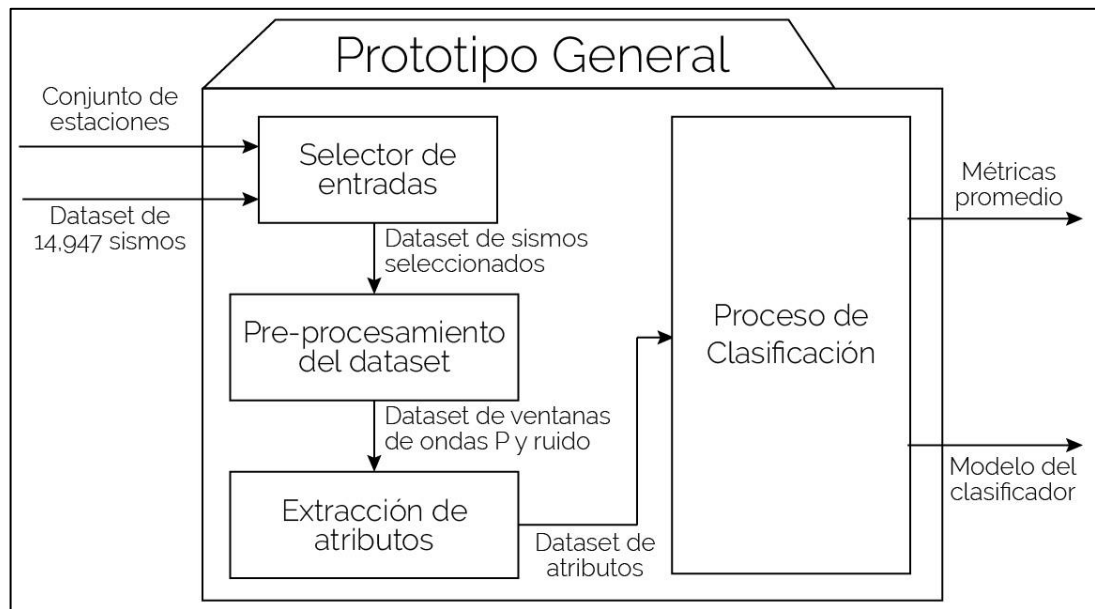 Prototipo General
Conjunto de
estaciones
Dataset de
14,947 sismos
Selector de
entradas
Dataset de sismos
seleccionados
Pre-procesamiento
del dataset
Dataset de ventanas
de ondas P y ruido
Extracción de
atributos
Dataset de
atributos
Proceso de
Clasificación
Métricas
promedio
Modelo del
clasificador